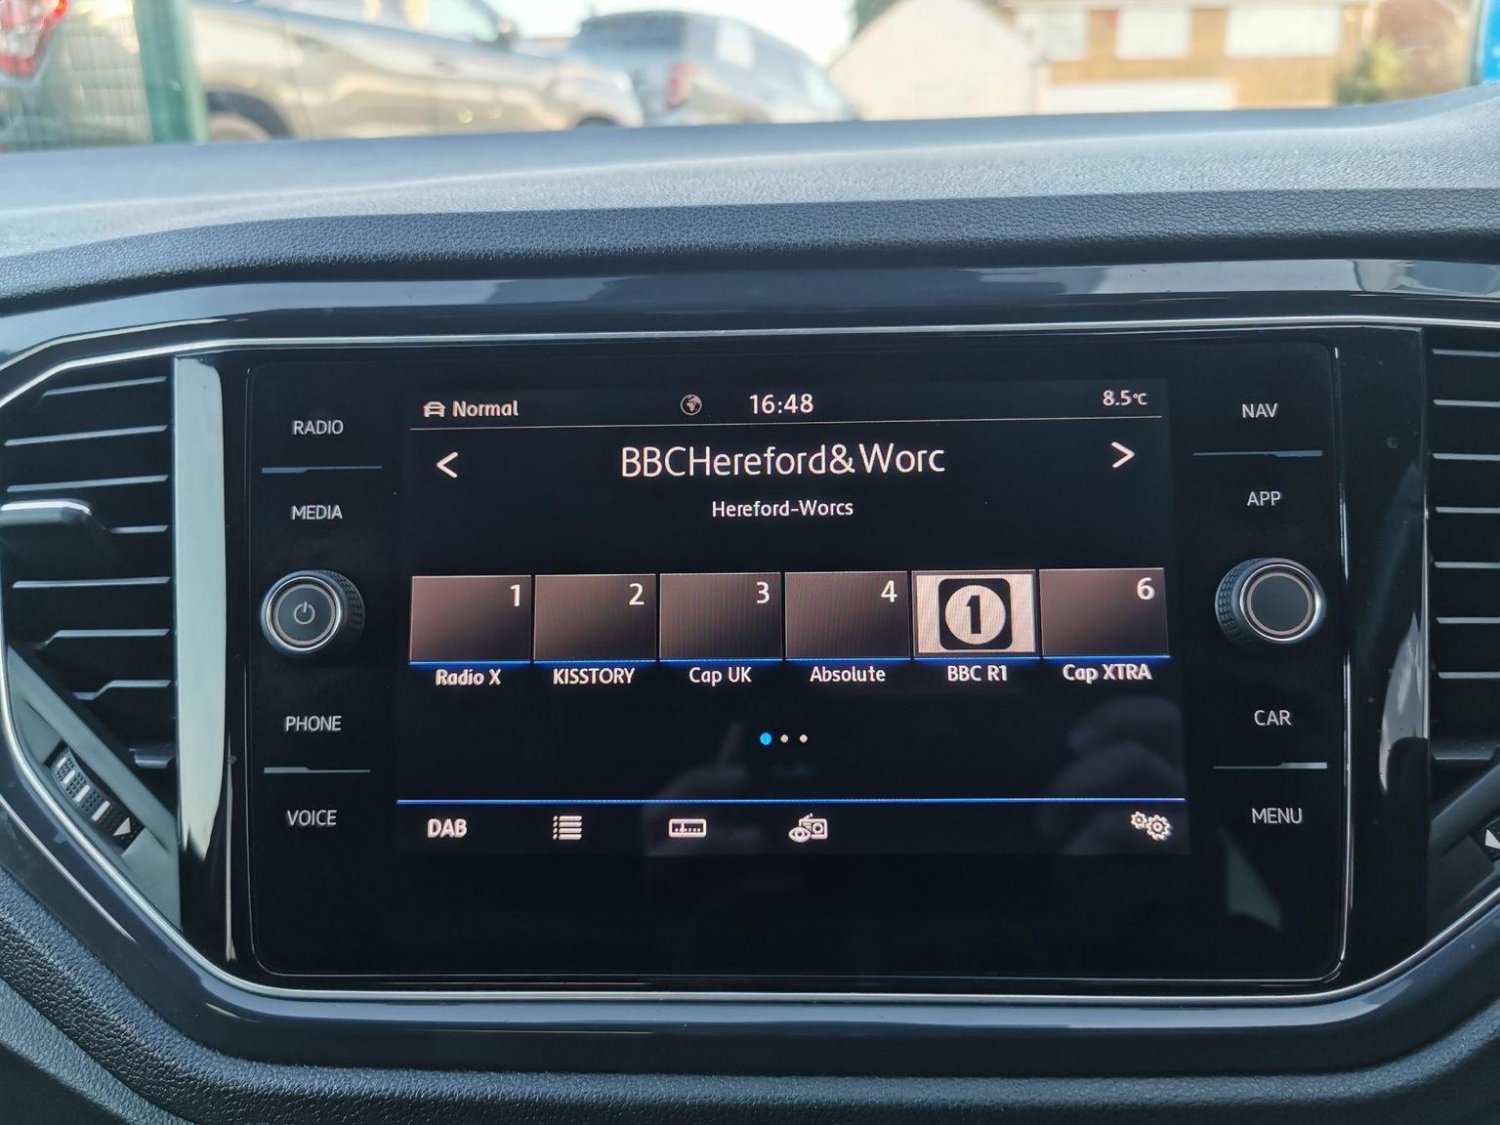 Normal 16:48 8.5°C
BBCHereford&Worc
Hereford-Worcs
1 2 3 4 1 6
Radio X KISSTORY Cap UK Absolute BBC R1 Cap XTRA
DAB
RADIO
MEDIA
PHONE
VOICE
NAV
APP
CAR
MENU